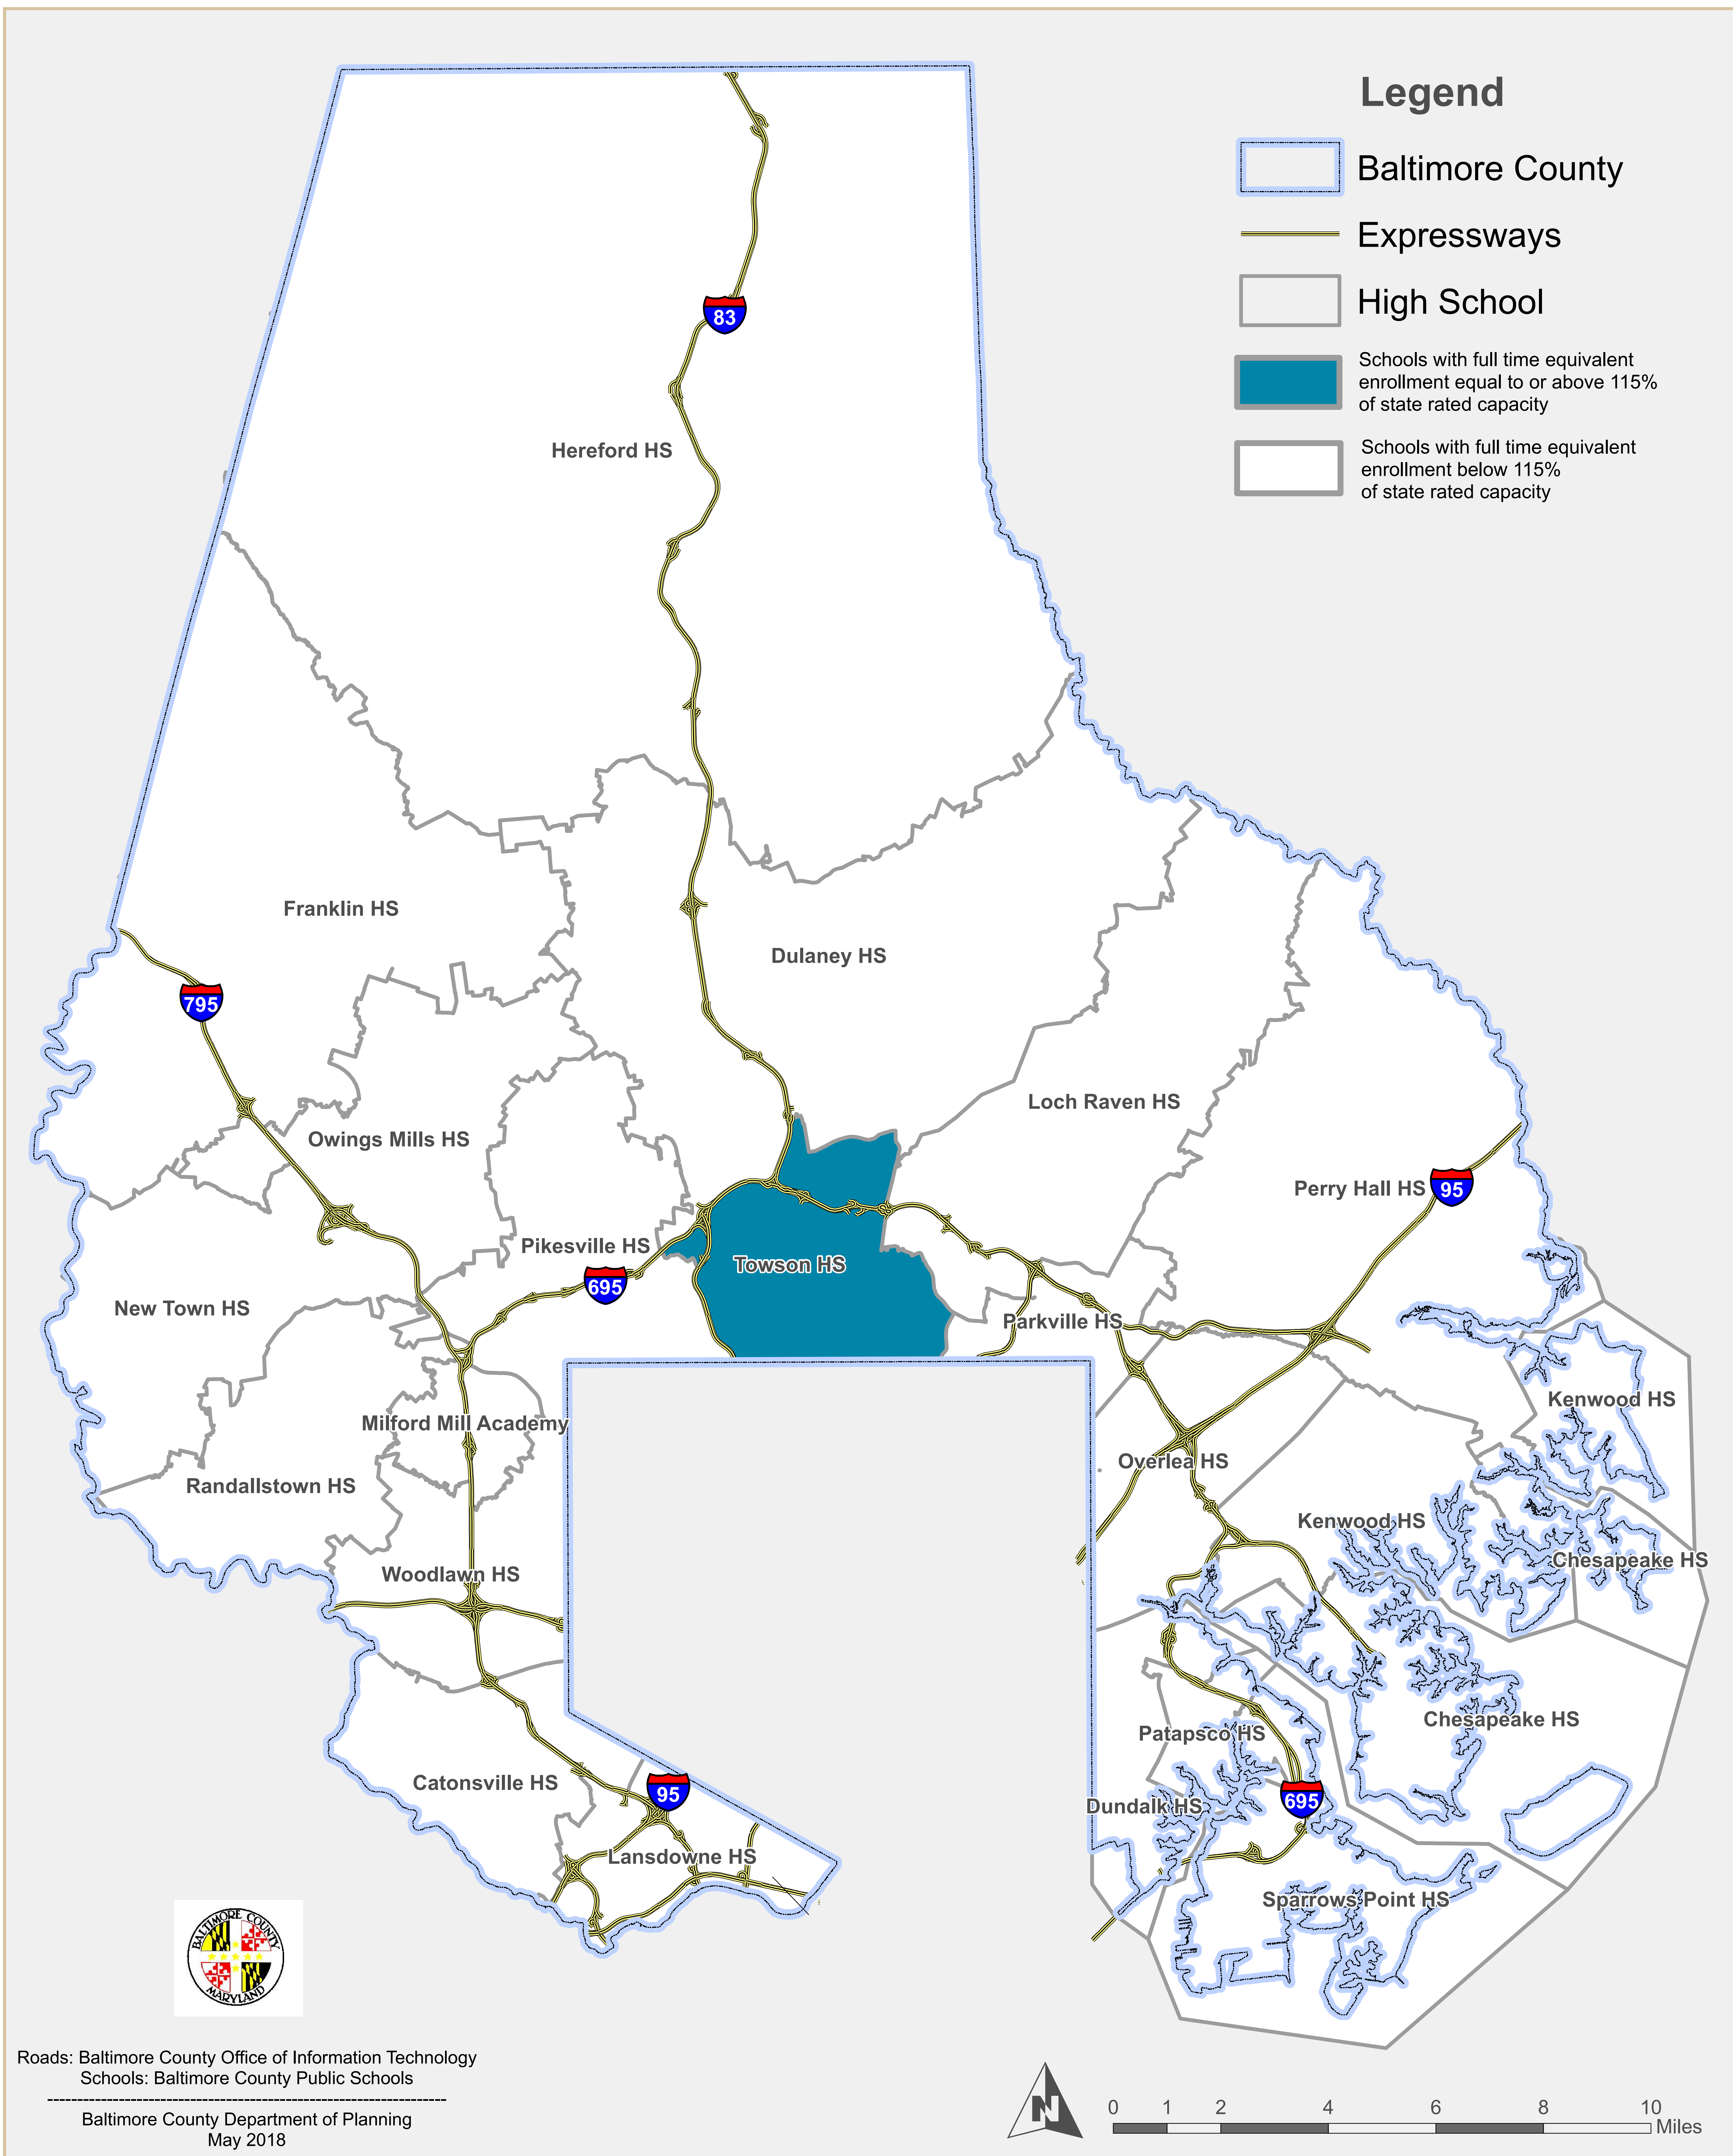 Legend
Baltimore County
Expressways
High School
Schools with full time equivalent
enrollment equal to or above 115%
of state rated capacity
Schools with full time equivalent
enrollment below 115%
of state rated capacity
83
Hereford HS
Franklin HS
Dulaney HS
795
Loch Raven HS
Owings Mills HS
Perry Hall HS
95
Pikesville HS
Towson HS
695
New Town HS
Parkville HS
Kenwood HS
Milford Mill Academy
Overlea HS
Randallstown HS
Kenwood HS
Chesapeake HS
Woodlawn HS
Chesapeake HS
Patapsco HS
Catonsville HS
95
Dundalk HS
695
Lansdowne HS
Sparrows Point HS
BALTIMORE COUNTY
MARYLAND
Roads: Baltimore County Office of Information Technology
Schools: Baltimore County Public Schools
-------------------------------------------------------------------
Baltimore County Department of Planning
May 2018
N
0 1 2 4 6 8 10
Miles